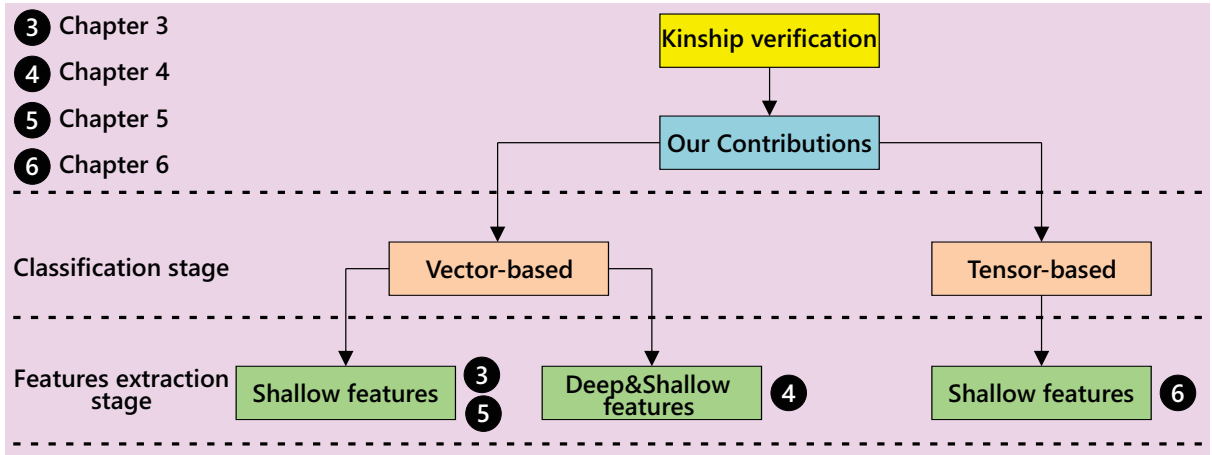 3 Chapter 3
4 Chapter 4
5 Chapter 5
6 Chapter 6
Kinship verification
Our Contributions
Classification stage
Vector-based
Tensor-based
Features extraction
stage
Shallow features
3
5
Deep&Shallow
features
4
Shallow features
6